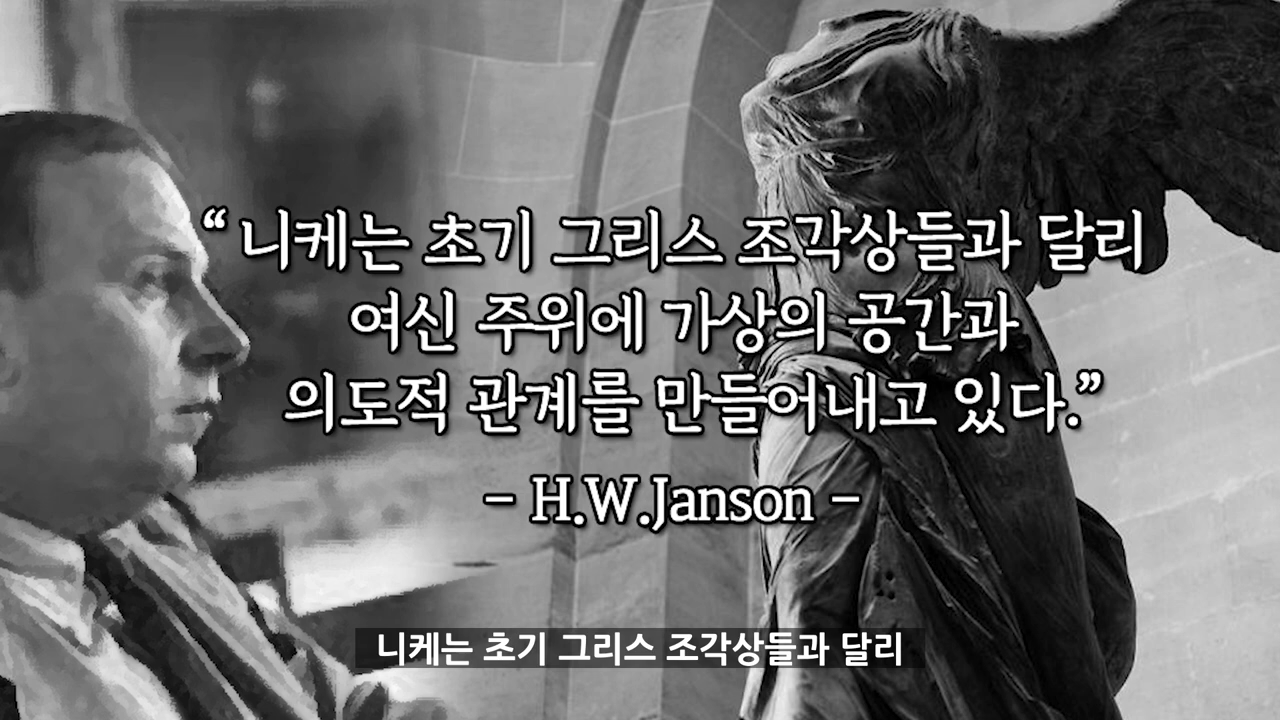 “ 니케는 초기 그리스 조각상들과 달리
여신 주위에 가상의 공간과
의도적 관계를 만들어내고 있다.”
– H.W.Janson –
니케는 초기 그리스 조각상들과 달리